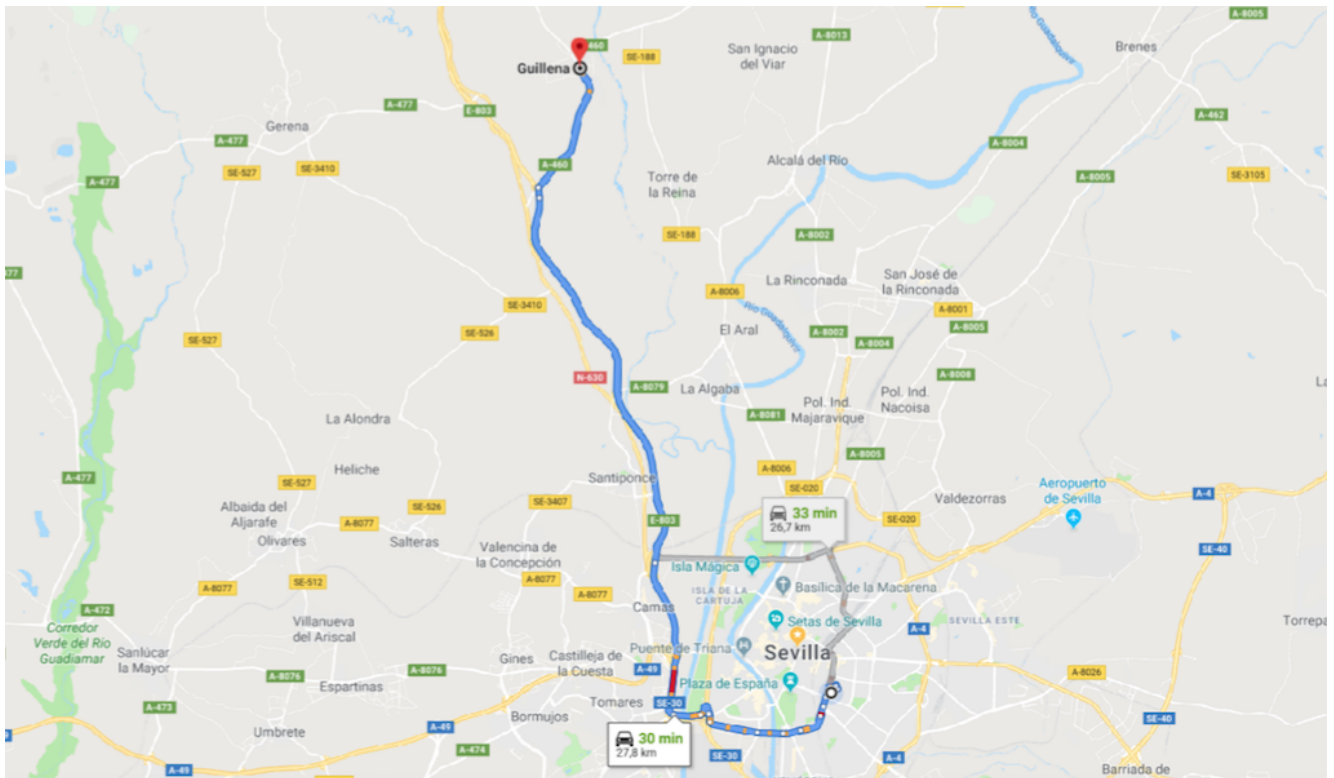 A-8005
Brenes
A-8013
San Ignacio
del Viar
460
SE-188
Guillena
Río Guadalquivir
A-477
E-803
Gerena
A-477
A-462
A-8004
SE-527
SE-3410
A-460
Alcalá del Río
A-8005
SE-3105
A-477
Torre de
la Reina
SE-188
A-8002
477
La Rinconada
San José de
la Rinconada
A-8006
Río Guadalquivir
SE-3410
A-8001
A-8005
SE-527
SE-526
El Aral
A-8002
A-8004
N-630
A-8079
La Algaba
A-8008
La
Pol. Ind.
Majaravique
Pol. Ind.
Nacoisa
A-8081
La Alondra
A-8005
Heliche
A-8006
A-477
Santiponce
SE-527
SE-020
Aeropuerto
de Sevilla
A-4
Valdezorras
Albaida del
Aljarafe
SE-526
SE-3407
33 min
26,7 km
SE-020
A-8077
E-803
Olivares
Salteras
Valencina de
la Concepción
SE-40
Isla Mágica
A-8077
SE-512
A-8077
A-8077
Basílica de la Macarena
ISLA DE LA
CARTUJA
A-472
Camas
Villanueva
del Ariscal
Setas de Sevilla
SEVILLA ESTE
Torrepa
Corredor
Verde del Río
Guadiamar
A-4
Puente de Triana
Sevilla
Sanlúcar
la Mayor
Gines
Castilleja de
la Cuesta
A-49
A-8076
A-8076
A-8026
Plaza de España
Espartinas
SE-30
Tomares
A-473
Bormujos
SE-40
Umbrete
A-49
30 min
27,8 km
A-474
SE-30
A-49
Barriada de